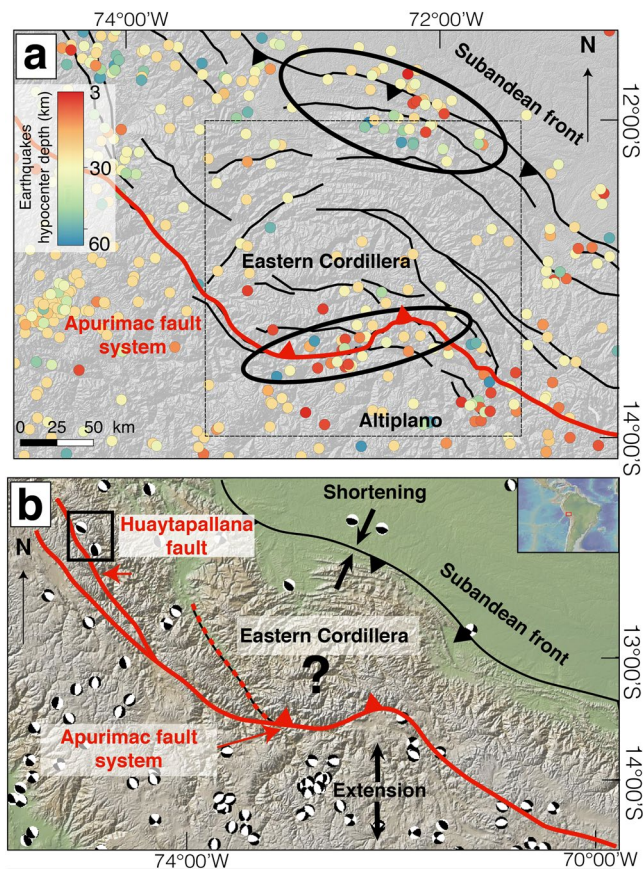 74°00'W
72°00'W
a
N
Subandean front
12°00'S
Earthquakes
hypocenter depth (km)
3
30
60
Eastern Cordillera
Apurimac fault
system
Altiplano
0 25 50 km
14°00'S
b
Shortening
Huaytapallana
fault
N
Subandean front
Eastern Cordillera
?
13°00'S
Apurimac fault
system
Extension
14°00'S
74°00'W
70°00'W